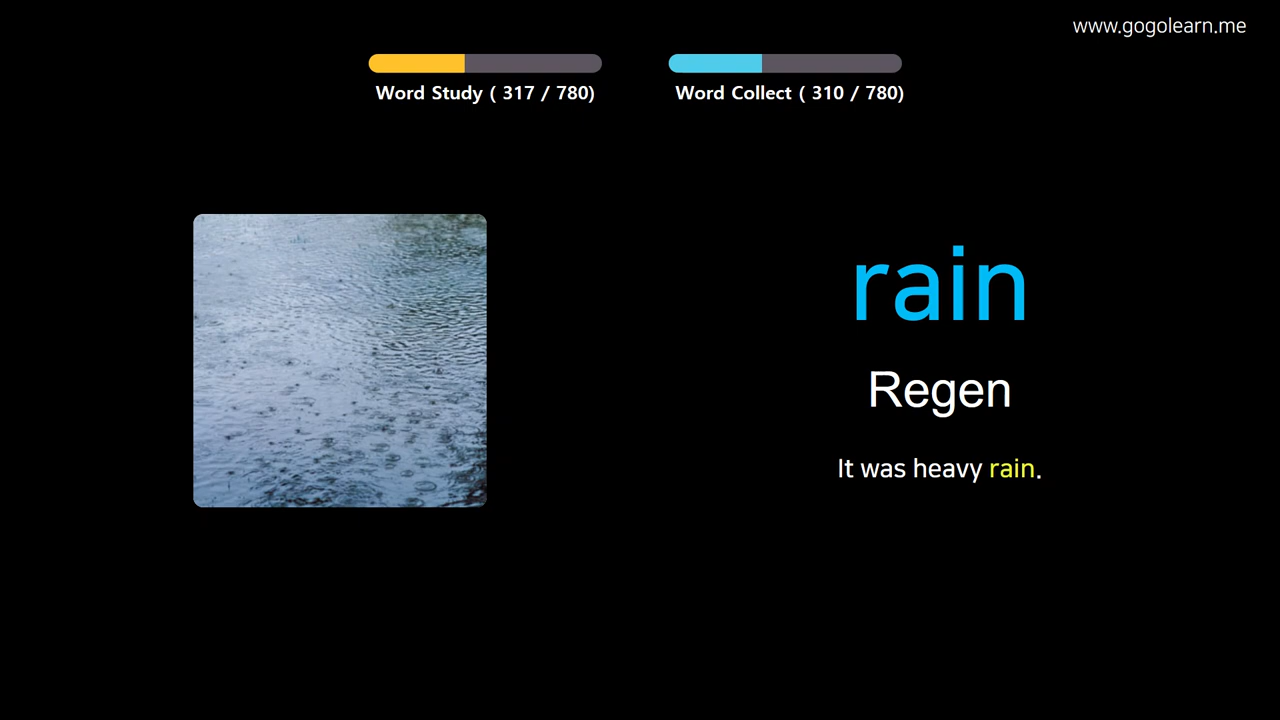 www.gogolearn.me
Word Study ( 317 / 780)
Word Collect ( 310 / 780)
rain
Regen
It was heavy rain.